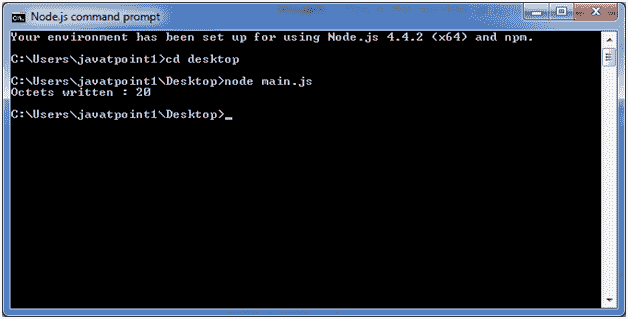 Node.js command prompt
Your environment has been set up for using Node.js 4.4.2 (x64) and npm.
C:\Users\javatpoint1>cd desktop
C:\Users\javatpoint1\Desktop>node main.js
Octets written : 20
C:\Users\javatpoint1\Desktop>_